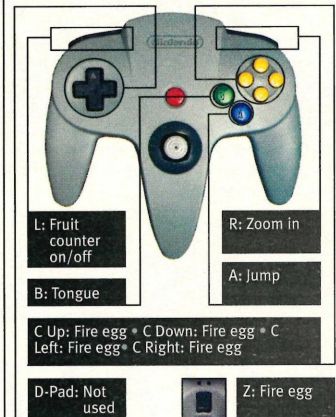 Nintendo
L: Fruit
counter
on/off
R: Zoom in
B: Tongue
A: Jump
C Up: Fire egg • C Down: Fire egg • C
Left: Fire egg • C Right: Fire egg
D-Pad: Not
used
Z: Fire egg